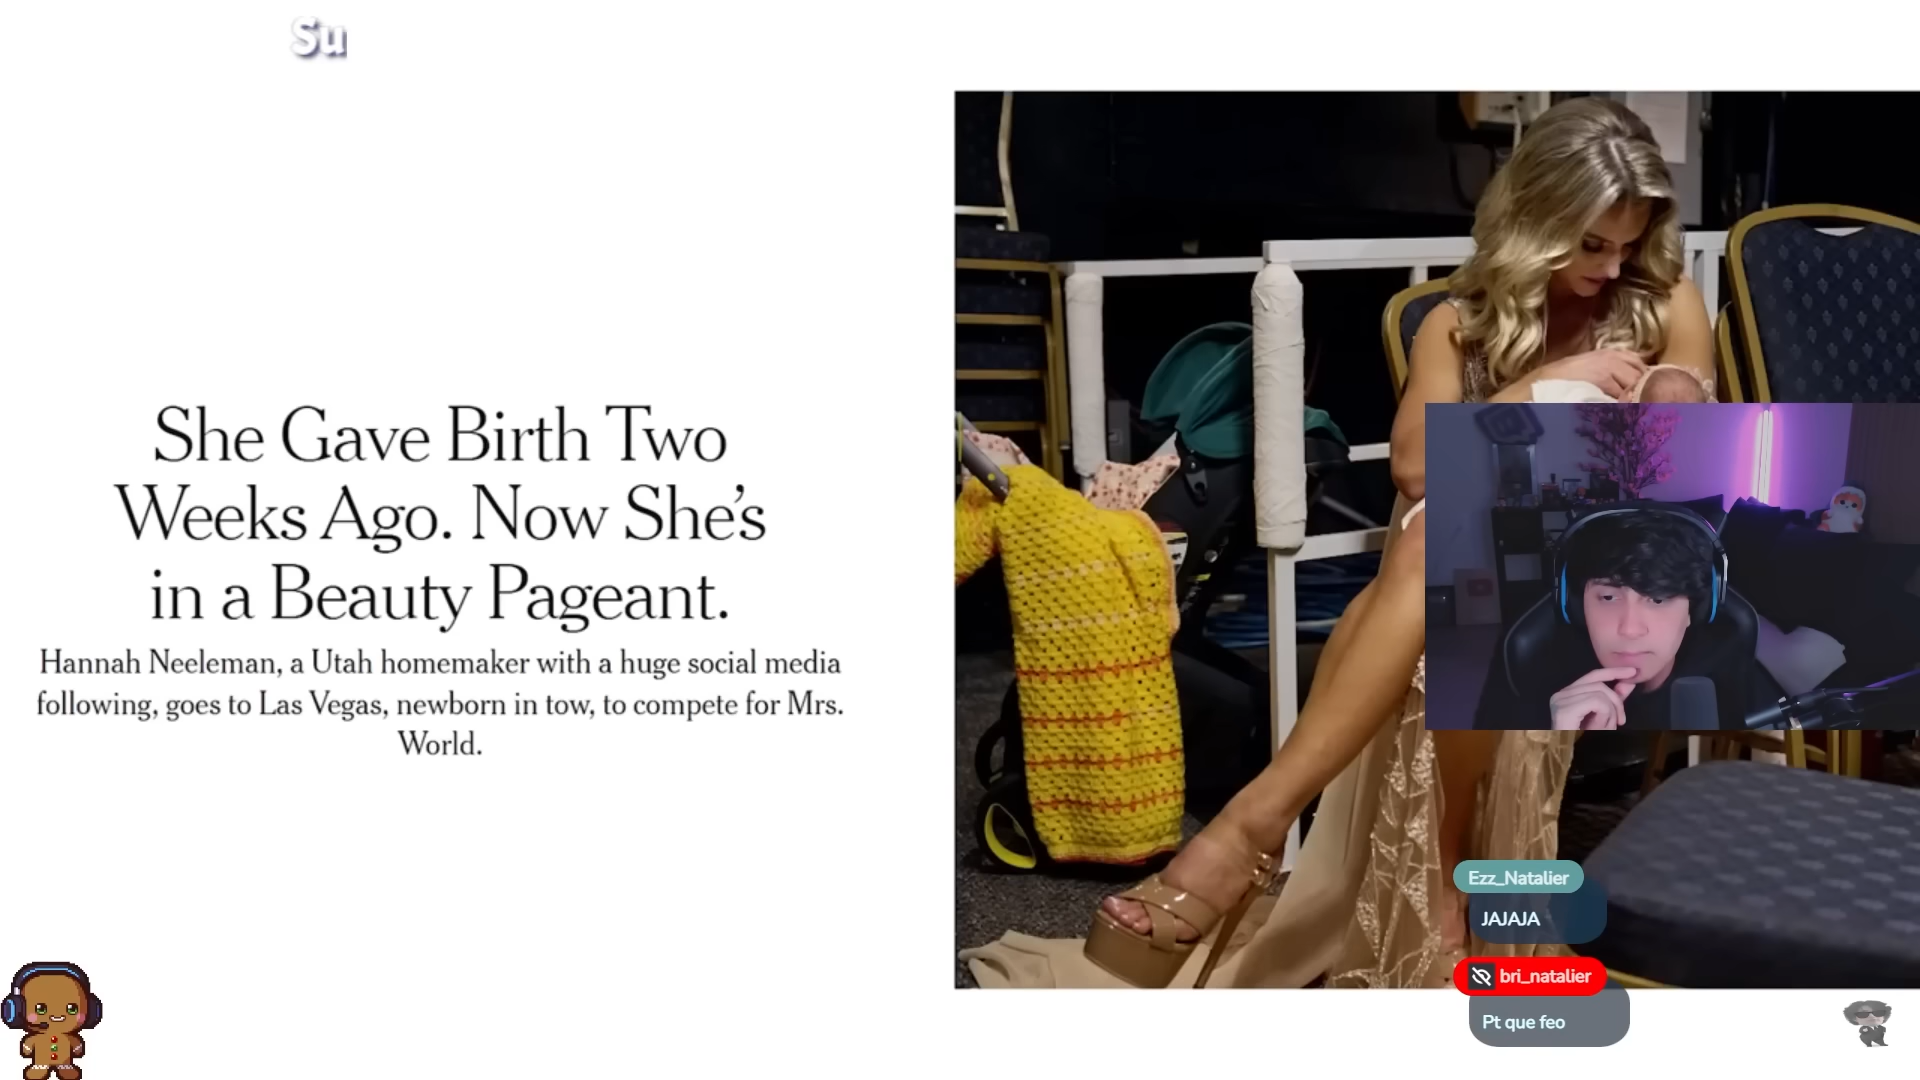 Su
She Gave Birth Two
Weeks Ago. Now She’s
in a Beauty Pageant.
Hannah Neeleman, a Utah homemaker with a huge social media
following, goes to Las Vegas, newborn in tow, to compete for Mrs.
World.
Ezz_Natalier
JAJAJA
bri_natalier
Pt que feo